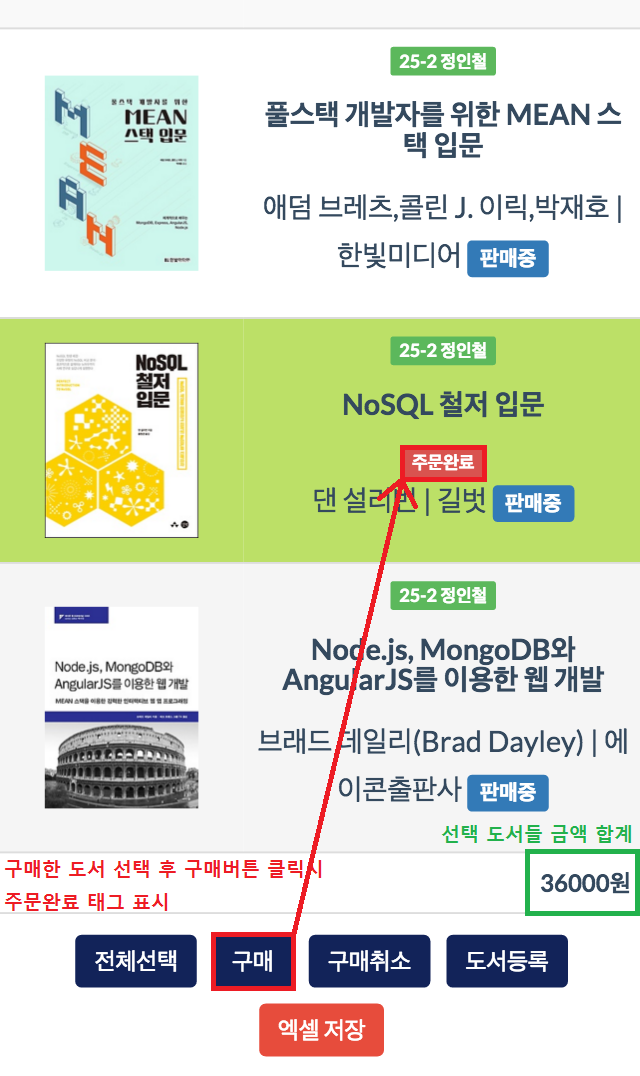 25-2 정인철
풀스택 개발자를 위한
MEAN
스택 입문
MEAN
풀스택 개발자를 위한 MEAN 스
택 입문
애덤 브레츠,콜린 J. 이릭,박재호 |
한빛미디어 판매중
MongoDB, Express, AngularJS,
Node.js
한빛미디어
25-2 정인철
NoSQL
철저
입문
NoSQL 철저 입문
주문완료
댄 설리번 | 길벗 판매중
25-2 정인철
Node.js, MongoDB와
AngularJS를 이용한 웹 개발
MEAN 스택을 이용한 강력한 인터랙티브 웹 앱 프로그래밍
Node.js, MongoDB와
AngularJS를 이용한 웹 개발
브래드 데일리(Brad Dayley) | 에
이콘출판사 판매중
선택 도서들 금액 합계
구매한 도서 선택 후 구매버튼 클릭시
주문완료 태그 표시
36000원
전체선택 구매 구매취소 도서등록
엑셀 저장